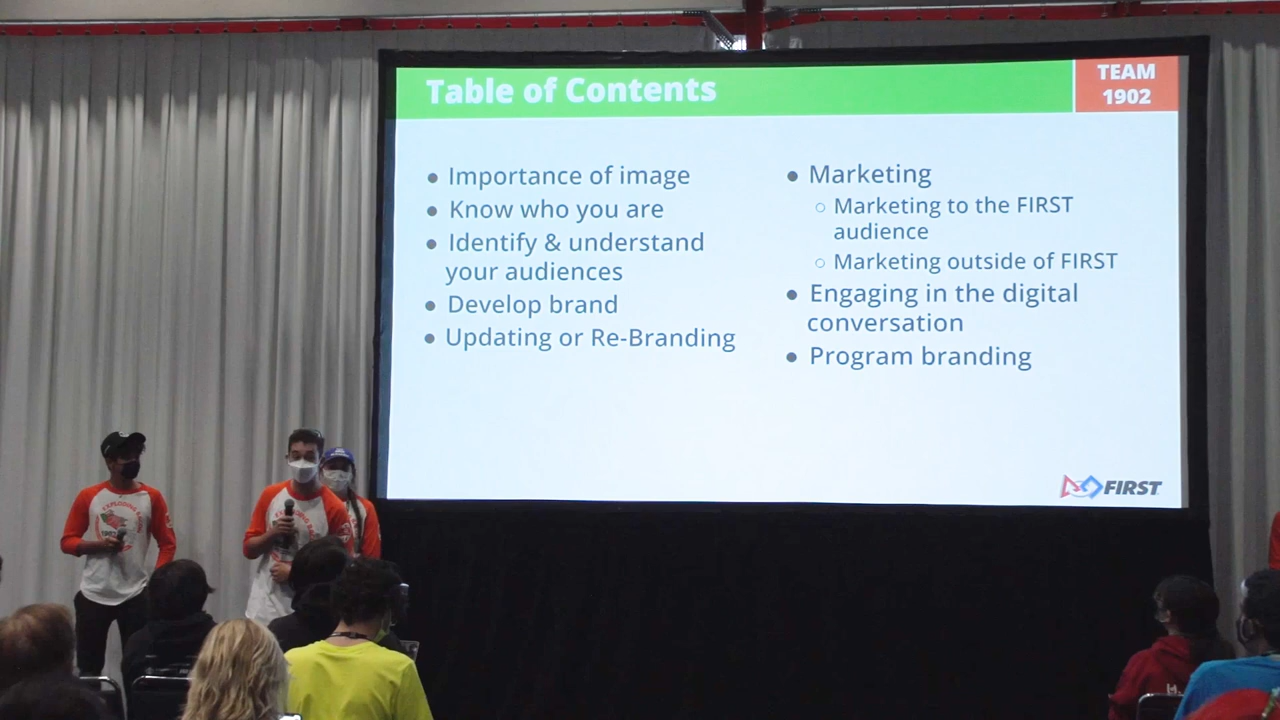 Table of Contents
TEAM
1902
● Importance of image
● Know who you are
● Identify & understand
your audiences
● Develop brand
● Updating or Re-Branding
● Marketing
○ Marketing to the FIRST
audience
○ Marketing outside of FIRST
● Engaging in the digital
conversation
● Program branding
FIRST
EXPLODING